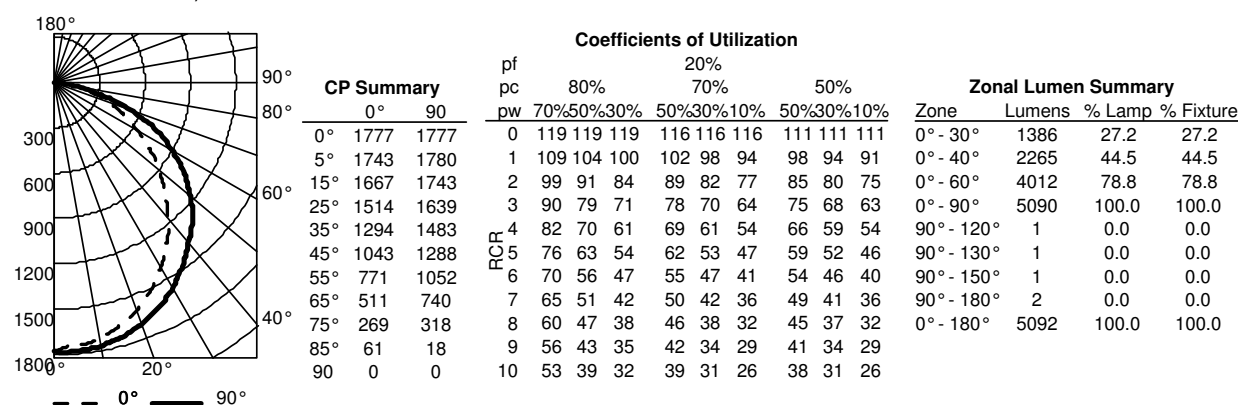 180°
90°
80°
60°
40°
300
600
900
1200
1500
1800
0° 20°
0° 90°
CP Summary
0° 90
0° 1777 1777
5° 1743 1780
15° 1667 1743
25° 1514 1639
35° 1294 1483
45° 1043 1288
55° 771 1052
65° 511 740
75° 269 318
85° 61 18
90 0 0
Coefficients of Utilization
pf 20%
pc 80% 70% 50%
pw 70%50%30% 50%30%10% 50%30%10%
RCR
0 119 119 119 116 116 116 111 111 111
1 109 104 100 102 98 94 98 94 91
2 99 91 84 89 82 77 85 80 75
3 90 79 71 78 70 64 75 68 63
4 82 70 61 69 61 54 66 59 54
5 76 63 54 62 53 47 59 52 46
6 70 56 47 55 47 41 54 46 40
7 65 51 42 50 42 36 49 41 36
8 60 47 38 46 38 32 45 37 32
9 56 43 35 42 34 29 41 34 29
10 53 39 32 39 31 26 38 31 26
Zonal Lumen Summary
Zone Lumens % Lamp % Fixture
0°- 30° 1386 27.2 27.2
0°- 40° 2265 44.5 44.5
0°- 60° 4012 78.8 78.8
0°- 90° 5090 100.0 100.0
90°- 120° 1 0.0 0.0
90°- 130° 1 0.0 0.0
90°- 150° 1 0.0 0.0
90°- 180° 2 0.0 0.0
0°- 180° 5092 100.0 100.0